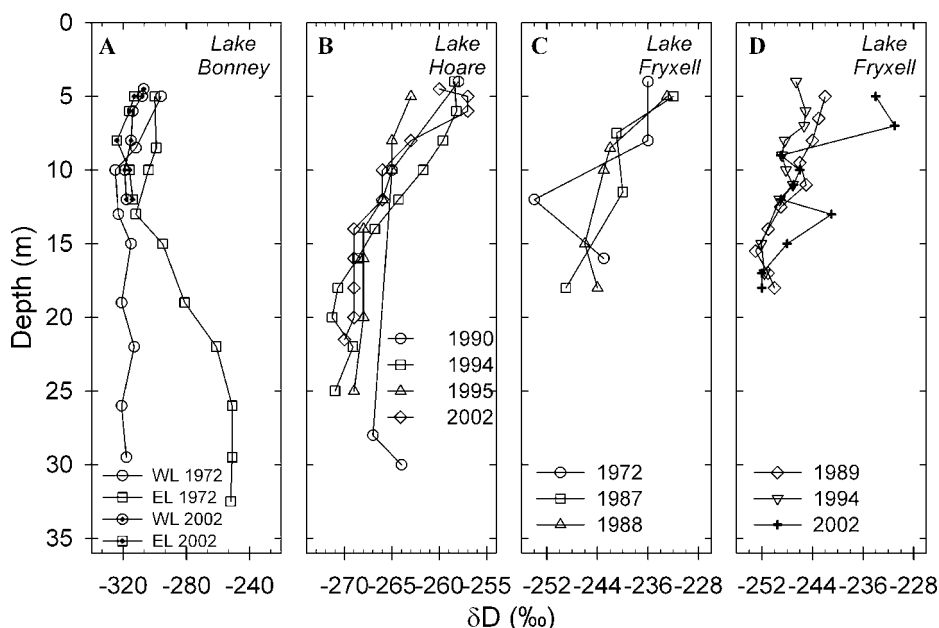 A Lake Bonney
B Lake Hoare
C Lake Fryxell
D Lake Fryxell
Depth (m)
0
5
10
15
20
25
30
35
WL 1972
EL 1972
WL 2002
EL 2002
1990
1994
1995
2002
1972
1987
1988
1989
1994
2002
-320 -280 -240
-270 -265 -260 -255
-252 -244 -236 -228
-252 -244 -236 -228
δD (‰)